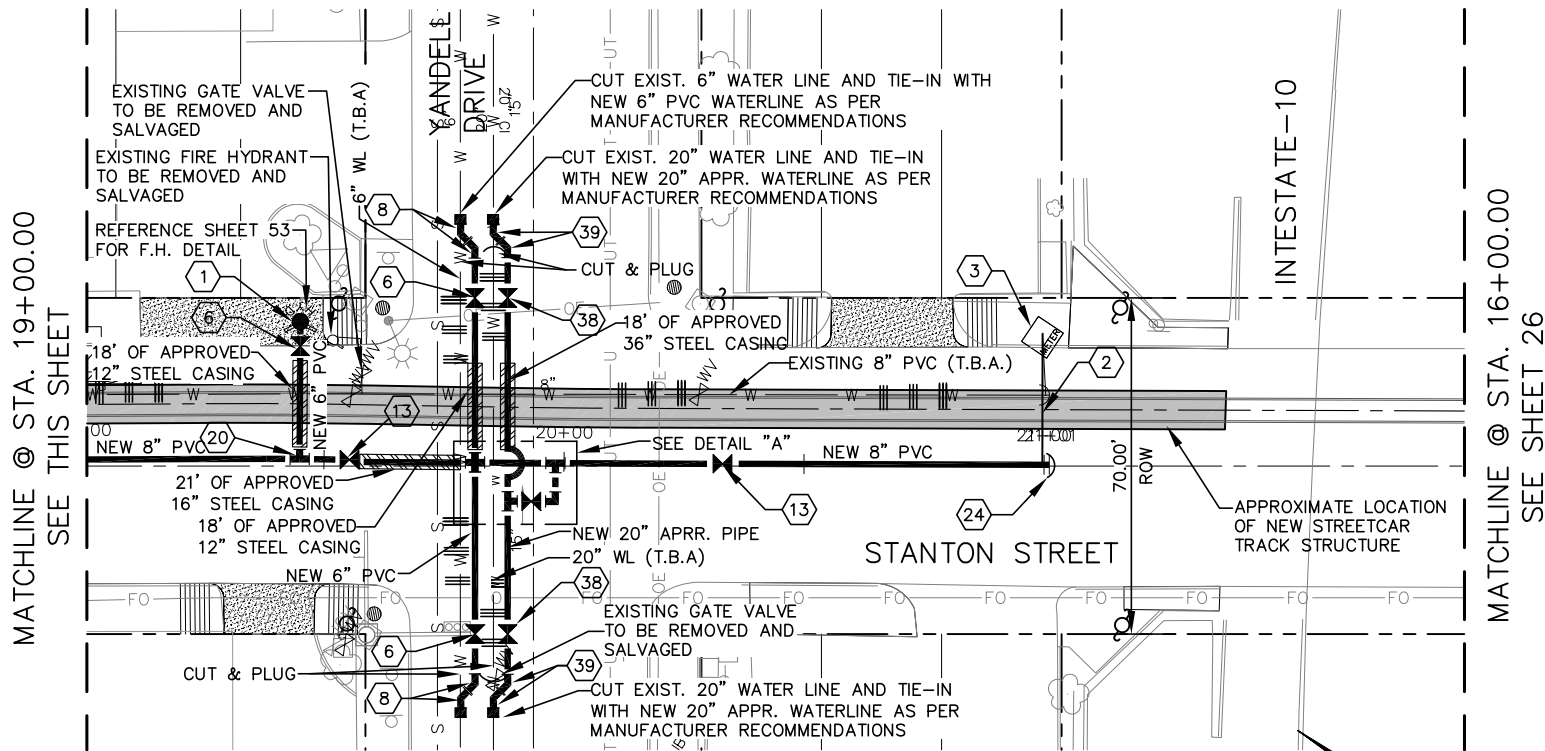 MATCHLINE @ STA. 19+00.00
SEE THIS SHEET
EXISTING GATE VALVE
TO BE REMOVED AND
SALVAGED
EXISTING FIRE HYDRANT
TO BE REMOVED AND
SALVAGED
REFERENCE SHEET 53
FOR F.H. DETAIL
1
6
18' OF APPROVED
12" STEEL CASING
NEW 6" PVC
6" WL (T.B.A)
YANDELL
DRIVE
CUT EXIST. 6" WATER LINE AND TIE-IN WITH
NEW 6" PVC WATERLINE AS PER
MANUFACTURER RECOMMENDATIONS
CUT EXIST. 20" WATER LINE AND TIE-IN
WITH NEW 20" APPR. WATERLINE AS PER
MANUFACTURER RECOMMENDATIONS
8
39
CUT & PLUG
6
38
18' OF APPROVED
36" STEEL CASING
EXISTING 8" PVC (T.B.A.)
3
METER
2
INTESTATE-10
13
20
NEW 8" PVC
20+00
SEE DETAIL "A"
NEW 8" PVC
70.00'
ROW
21' OF APPROVED
16" STEEL CASING
18' OF APPROVED
12" STEEL CASING
NEW 6" PVC
13
24
APPROXIMATE LOCATION
OF NEW STREETCAR
TRACK STRUCTURE
STANTON STREET
NEW 20" APRR. PIPE
20" WL (T.B.A)
38
FO FO FO FO FO FO FO FO
EXISTING GATE VALVE
TO BE REMOVED AND
SALVAGED
6
39
CUT & PLUG
8
CUT EXIST. 20" WATER LINE AND TIE-IN
WITH NEW 20" APPR. WATERLINE AS PER
MANUFACTURER RECOMMENDATIONS
MATCHLINE @ STA. 16+00.00
SEE SHEET 26